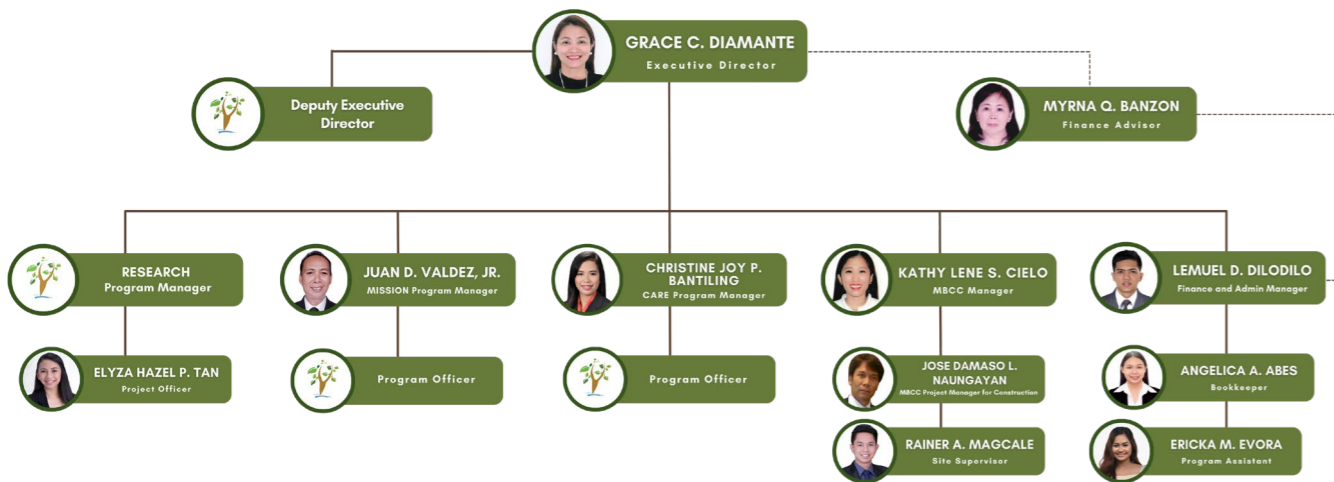 GRACE C. DIAMANTE
Executive Director
Deputy Executive
Director
MYRNA Q. BANZON
Finance Advisor
RESEARCH
Program Manager
JUAN D. VALDEZ, JR.
MISSION Program Manager
CHRISTINE JOY P.
BANTILING
CARE Program Manager
KATHY LENE S. CIELO
MBCC Manager
LEMUEL D. DILODILO
Finance and Admin Manager
ELYZA HAZEL P. TAN
Project Officer
Program Officer
Program Officer
JOSE DAMASO L.
NAUNGAYAN
MBCC Project Manager for Construction
ANGELICA A. ABES
Bookkeeper
RAINER A. MAGCALE
Site Supervisor
ERICKA M. EVORA
Program Assistant